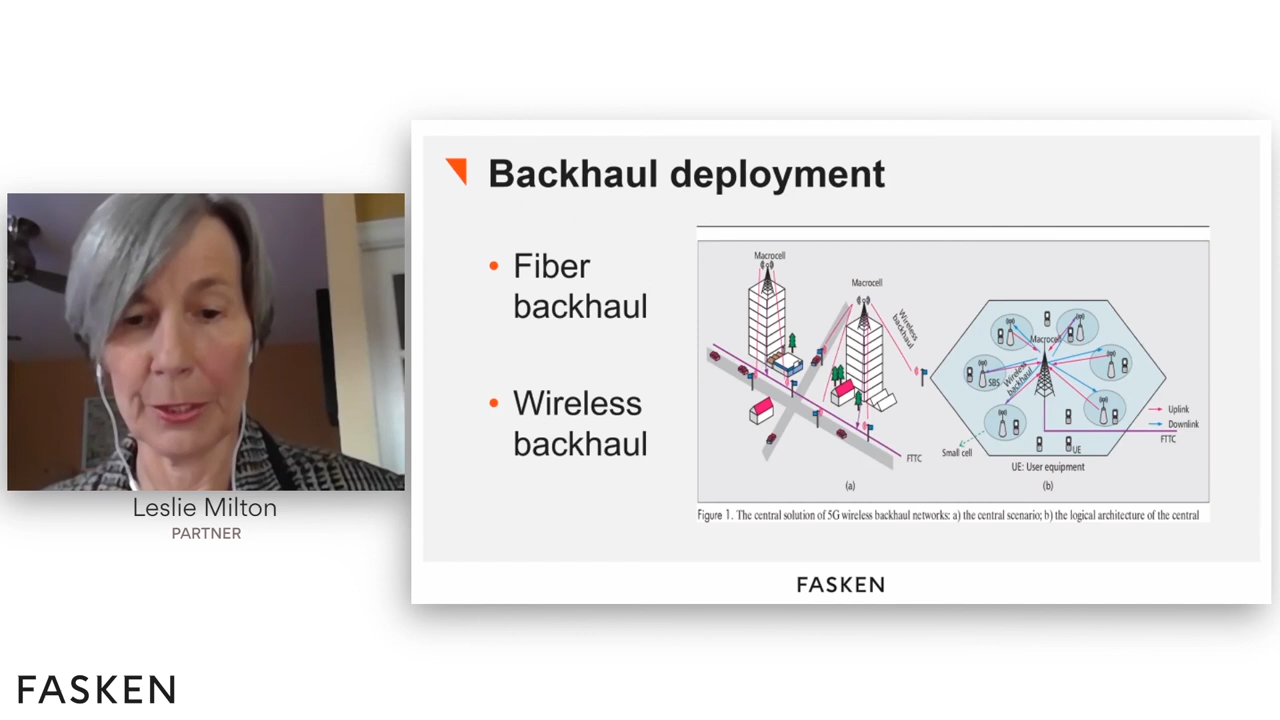 Backhaul deployment
• Fiber
backhaul
• Wireless
backhaul
Macrocell
Macrocell
Wireless
backhaul
FTTC
(a)
Macrocell
SBS
Wireless
backhaul
Small cell
UE
Uplink
Downlink
FTTC
UE: User equipment
(b)
Figure 1. The central solution of 5G wireless backhaul networks: a) the central scenario; b) the logical architecture of the central
FASKEN
Leslie Milton
PARTNER
FASKEN